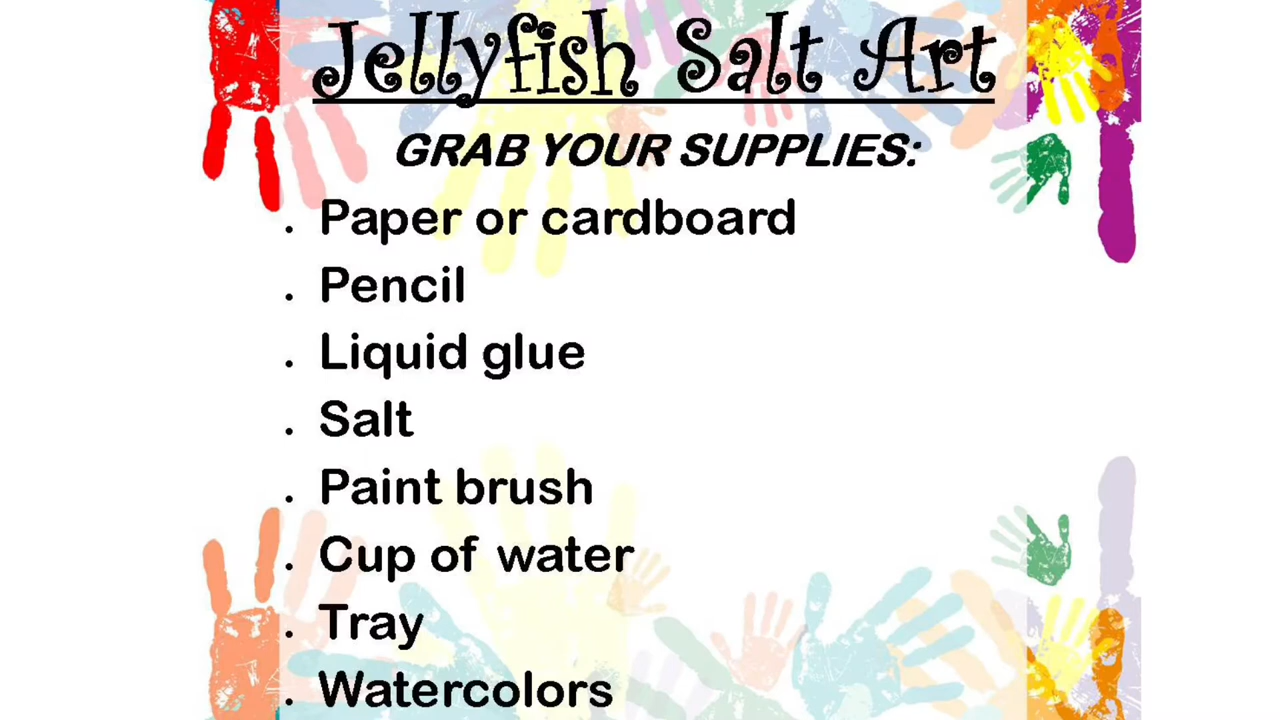 Jellyfish Salt Art
GRAB YOUR SUPPLIES:
. Paper or cardboard
. Pencil
. Liquid glue
. Salt
. Paint brush
. Cup of water
. Tray
. Watercolors